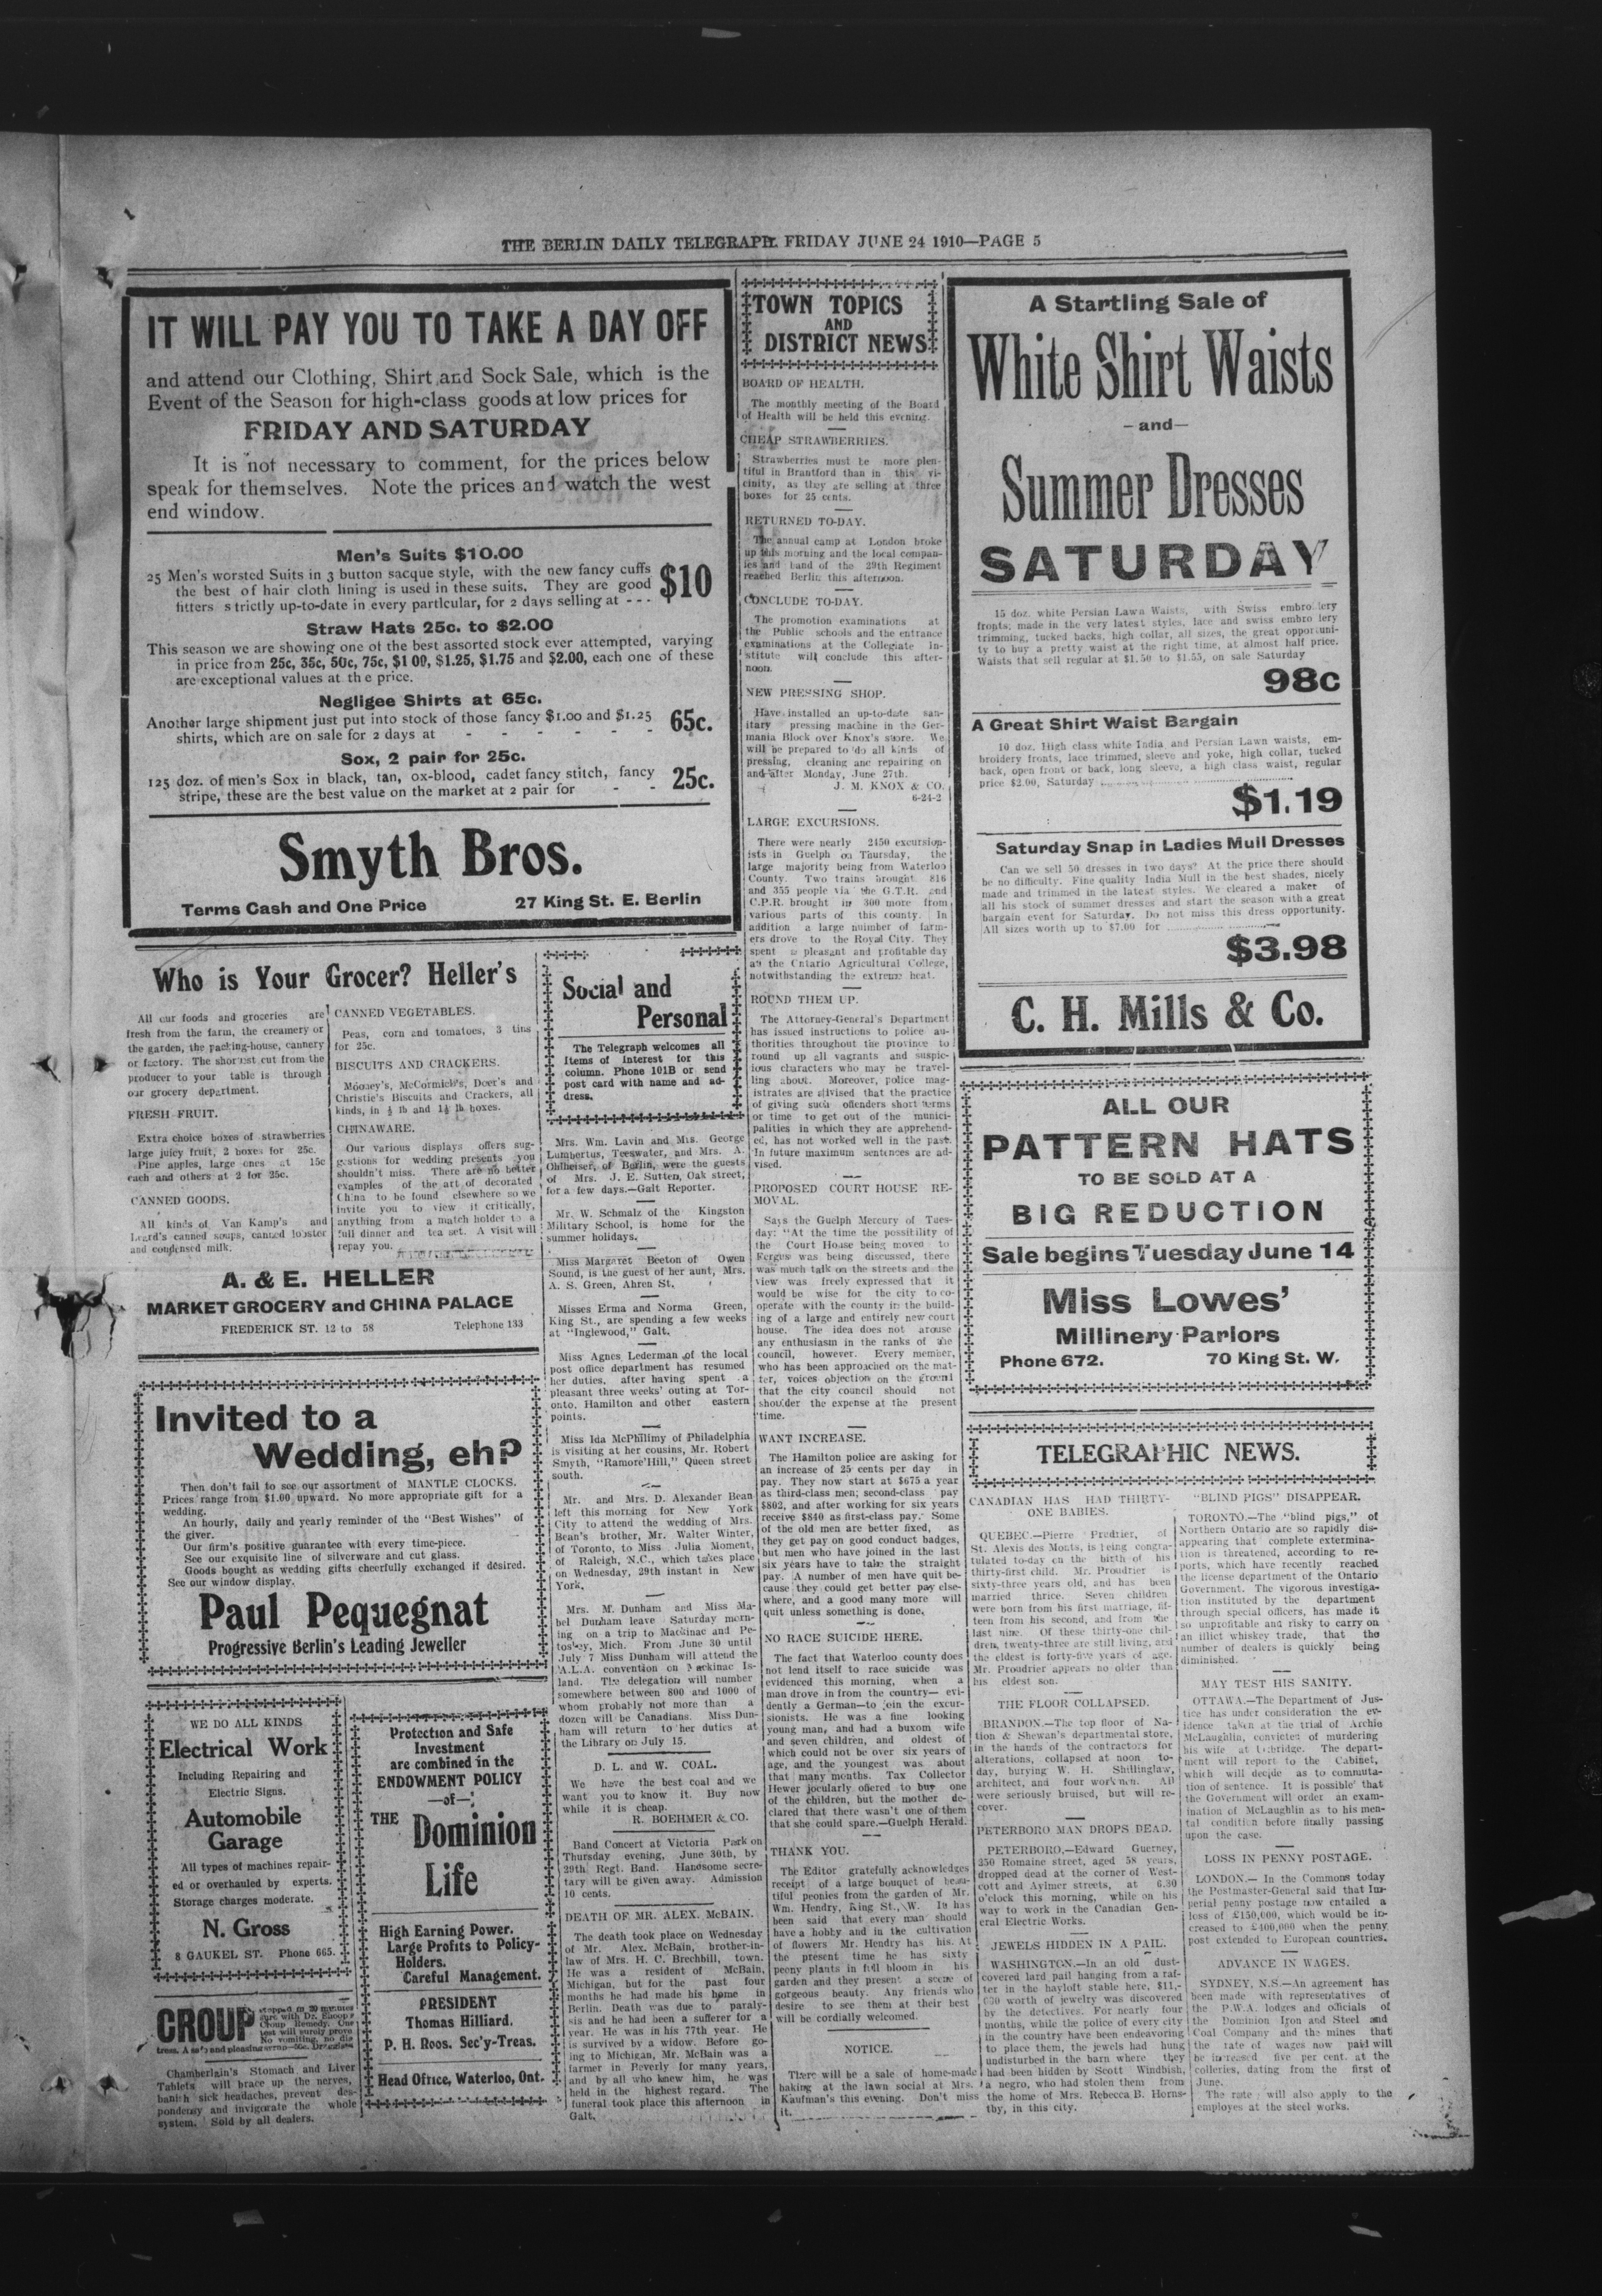 THE BERLIN DAILY TELEGRAPH FRIDAY JUNE 24 1910—PAGE 5
IT WILL PAY YOU TO TAKE A DAY OFF
and attend our Clothing, Shirt and Sock Sale, which is the
Event of the Season for high-class goods at low prices for
FRIDAY AND SATURDAY
It is not necessary to comment, for the prices below
speak for themselves. Note the prices and watch the west
end window.
Men's Suits $10.00
25 Men's worsted Suits in 3 button sacque style, with the new fancy cuffs
the best of hair cloth lining is used in these suits. They are good
fitters strictly up-to-date in every particular, for 2 days selling at - - -
$10
Straw Hats 25c. to $2.00
This season we are showing one of the best assorted stock ever attempted, varying
in price from 25c, 35c, 50c, 75c, $1 00, $1.25, $1.75 and $2.00, each one of these
are exceptional values at the price.
Negligee Shirts at 65c.
Another large shipment just put into stock of those fancy $1.00 and $1.25
shirts, which are on sale for 2 days at - - - - - -
65c.
Sox, 2 pair for 25c.
125 doz. of men's Sox in black, tan, ox-blood, cadet fancy stitch, fancy
stripe, these are the best value on the market at 2 pair for - -
25c.
Smyth Bros.
Terms Cash and One Price 27 King St. E. Berlin
Who is Your Grocer? Heller's
All our foods and groceries are
fresh from the farm, the creamery or
the garden, the packing-house, cannery
or factory. The shortest cut from the
producer to your table is through
our grocery department.
FRESH FRUIT.
Extra choice boxes of strawberries
large juicy fruit, 2 boxes for 25c.
Pine apples, large ones at 15c
each and others at 2 for 25c.
CANNED GOODS.
All kinds of Van Kamp's and
Leard's canned soups, canned lobster
and condensed milk.
CANNED VEGETABLES.
Peas, corn and tomatoes, 3 tins
for 25c.
BISCUITS AND CRACKERS.
Mooney's, McCormick's, Doer's and
Christie's Biscuits and Crackers, all
kinds, in ½ lb and 1½ lb boxes.
CHINAWARE.
Our various displays offers sug-
gestions for wedding presents you
shouldn't miss. There are no better
examples of the art of decorated
China to be found elsewhere so we
invite you to view it critically,
anything from a match holder to a
full dinner and tea set. A visit will
repay you.
A. & E. HELLER
MARKET GROCERY and CHINA PALACE
FREDERICK ST. 12 to 58 Telephone 133
Invited to a
Wedding, eh?
Then don't fail to see our assortment of MANTLE CLOCKS.
Prices range from $1.00 upward. No more appropriate gift for a
wedding.
An hourly, daily and yearly reminder of the "Best Wishes" of
the giver.
Our firm's positive guarantee with every time-piece.
See our exquisite line of silverware and cut glass.
Goods bought as wedding gifts cheerfully exchanged if desired.
See our window display.
Paul Pequegnat
Progressive Berlin's Leading Jeweller
WE DO ALL KINDS
Electrical Work
Including Repairing and
Electric Signs.
Automobile
Garage
All types of machines repair-
ed or overhauled by experts.
Storage charges moderate.
N. Gross
8 GAUKEL ST. Phone 665.
CROUP
stopped in 20 minutes
sure with Dr. Shoop's
Croup Remedy. One
test will surely prove.
No vomiting, no dis-
tress. A safe and pleasing syrup—50c. Druggists
Chamberlain's Stomach and Liver
Tablets will brace up the nerves,
banish sick headaches, prevent des-
pondency and invigorate the whole
system. Sold by all dealers.
Protection and Safe
Investment
are combined in the
ENDOWMENT POLICY
—of—
THE
Dominion
Life
High Earning Power.
Large Profits to Policy-
Holders.
Careful Management.
PRESIDENT
Thomas Hilliard.
P. H. Roos. Sec'y-Treas.
Head Office, Waterloo, Ont.
Social and
Personal
The Telegraph welcomes all
items of interest for this
column. Phone 101B or send
post card with name and ad-
dress.
Mrs. Wm. Lavin and Mrs. George
Lumbertus, Teeswater, and Mrs. A.
Ohlheiser, of Berlin, were the guests
of Mrs. J. E. Sutten, Oak street,
for a few days.—Galt Reporter.
Mr. W. Schmalz of the Kingston
Military School, is home for the
summer holidays.
Miss Margaret Beeton of Owen
Sound, is the guest of her aunt, Mrs.
A. S. Green, Ahren St.
Misses Erma and Norma Green,
King St., are spending a few weeks
at "Inglewood," Galt.
Miss Agnes Lederman of the local
post office department has resumed
her duties, after having spent a
pleasant three weeks' outing at Tor-
onto, Hamilton and other eastern
points.
Miss Ida McPhillimy of Philadelphia
is visiting at her cousins, Mr. Robert
Smyth, "Ramore Hill," Queen street
south.
Mr. and Mrs. D. Alexander Bean
left this morning for New York
City to attend the wedding of Mrs.
Bean's brother, Mr. Walter Winter,
of Toronto, to Miss Julia Moment,
of Raleigh, N.C., which takes place
on Wednesday, 29th instant in New
York.
Mrs. M. Dunham and Miss Ma-
bel Dunham leave Saturday morn-
ing on a trip to Mackinac and Pe-
toskey, Mich. From June 30 until
July 7 Miss Dunham will attend the
A.L.A. convention on Mackinac Is-
land. The delegation will number
somewhere between 800 and 1000 of
whom probably not more than a
dozen will be Canadians. Miss Dun-
ham will return to her duties at
the Library on July 15.
D. L. and W. COAL.
We have the best coal and we
want you to know it. Buy now
while it is cheap.
R. BOEHMER & CO.
Band Concert at Victoria Park on
Thursday evening, June 30th, by
29th Regt. Band. Handsome secre-
tary will be given away. Admission
10 cents.
DEATH OF MR. ALEX. McBAIN.
The death took place on Wednesday
of Mr. Alex. McBain, brother-in-
law of Mrs. H. C. Brechbill, town.
He was a resident of McBain,
Michigan, but for the past four
months he had made his home in
Berlin. Death was due to paraly-
sis and he had been a sufferer for a
year. He was in his 77th year. He
is survived by a widow. Before go-
ing to Michigan, Mr. McBain was a
farmer in Beverly for many years,
and by all who knew him, he was
held in the highest regard. The
funeral took place this afternoon in
Galt.
TOWN TOPICS
AND
DISTRICT NEWS
BOARD OF HEALTH.
The monthly meeting of the Board
of Health will be held this evening.
CHEAP STRAWBERRIES.
Strawberries must be more plen-
tiful in Brantford than in this vi-
cinity, as they are selling at three
boxes for 25 cents.
RETURNED TO-DAY.
The annual camp at London broke
up this morning and the local compan-
ies and band of the 29th Regiment
reached Berlin this afternoon.
CONCLUDE TO-DAY.
The promotion examinations at
the Public schools and the entrance
examinations at the Collegiate In-
stitute will conclude this after-
noon.
NEW PRESSING SHOP.
Have installed an up-to-date san-
itary pressing machine in the Ger-
mania Block over Knox's store. We
will be prepared to do all kinds of
pressing, cleaning ane repairing on
and after Monday, June 27th.
J. M. KNOX & CO.
6-24-2
LARGE EXCURSIONS.
There were nearly 2450 excursion-
ists in Guelph on Thursday, the
large majority being from Waterloo
County. Two trains brought 816
and 355 people via the G.T.R. and
C.P.R. brought in 300 more from
various parts of this county. In
addition a large number of farm-
ers drove to the Royal City. They
spent a pleasant and profitable day
at the Ontario Agricultural College,
notwithstanding the extreme heat.
ROUND THEM UP.
The Attorney-General's Department
has issued instructions to police au-
thorities throughout the province to
round up all vagrants and suspic-
ious characters who may be travel-
ling about. Moreover, police mag-
istrates are advised that the practice
of giving such offenders short terms
or time to get out of the munici-
palities in which they are apprehend-
ed, has not worked well in the past.
In future maximum sentences are ad-
vised.
PROPOSED COURT HOUSE RE-
MOVAL.
Says the Guelph Mercury of Tues-
day: "At the time the possibility of
the Court House being moved to
Fergus was being discussed, there
was much talk on the streets and the
view was freely expressed that it
would be wise for the city to co-
operate with the county in the build-
ing of a large and entirely new court
house. The idea does not arouse
any enthusiasm in the ranks of the
council, however. Every member,
who has been approached on the mat-
ter, voices objection on the ground
that the city council should not
shoulder the expense at the present
time.
WANT INCREASE.
The Hamilton police are asking for
an increase of 25 cents per day in
pay. They now start at $675 a year
as third-class men; second-class pay
$802, and after working for six years
receive $840 as first-class pay. Some
of the old men are better fixed, as
they get pay on good conduct badges,
but men who have joined in the last
six years have to take the straight
pay. A number of men have quit be-
cause they could get better pay else-
where, and a good many more will
quit unless something is done.
NO RACE SUICIDE HERE.
The fact that Waterloo county does
not lend itself to race suicide was
evidenced this morning, when a
man drove in from the country—evi-
dently a German—to join the excur-
sionists. He was a fine looking
young man, and had a buxom wife
and seven children, and oldest of
which could not be over six years of
age, and the youngest was about
that many months. Tax Collector
Hewer jocularly offered to buy one
of the children, but the mother de-
clared that there wasn't one of them
that she could spare.—Guelph Herald.
THANK YOU.
The Editor gratefully acknowledges
receipt of a large bouquet of beau-
tiful peonies from the garden of Mr.
Wm. Hendry, King St., W. It has
been said that every man should
have a hobby and in the cultivation
of flowers Mr. Hendry has his. At
the present time he has sixty
peony plants in full bloom in his
garden and they present a scene of
gorgeous beauty. Any friends who
desire to see them at their best
will be cordially welcomed.
NOTICE.
There will be a sale of home-made
baking at the lawn social at Mrs.
Kaufman's this evening. Don't miss
it.
A Startling Sale of
White Shirt Waists
—and—
Summer Dresses
SATURDAY
15 doz. white Persian Lawn Waists, with Swiss embroidery
fronts; made in the very latest styles, lace and swiss embroidery
trimming, tucked backs, high collar, all sizes, the great opportuni-
ty to buy a pretty waist at the right time, at almost half price.
Waists that sell regular at $1.50 to $1.55, on sale Saturday
98c
A Great Shirt Waist Bargain
10 doz. High class white India and Persian Lawn waists, em-
broidery fronts, lace trimmed, sleeve and yoke, high collar, tucked
back, open front or back, long sleeve, a high class waist, regular
price $2.00, Saturday
$1.19
Saturday Snap in Ladies Mull Dresses
Can we sell 50 dresses in two days? At the price there should
be no difficulty. Fine quality India Mull in the best shades, nicely
made and trimmed in the latest styles. We cleared a maker of
all his stock of summer dresses and start the season with a great
bargain event for Saturday. Do not miss this dress opportunity.
All sizes worth up to $7.00 for
$3.98
C. H. Mills & Co.
ALL OUR
PATTERN HATS
TO BE SOLD AT A
BIG REDUCTION
Sale begins Tuesday June 14
Miss Lowes'
Millinery Parlors
Phone 672. 70 King St. W.
TELEGRAPHIC NEWS.
CANADIAN HAS HAD THIRTY-
ONE BABIES.
QUEBEC.—Pierre Predrier, of
St. Alexis des Monts, is being congra-
tulated to-day on the birth of his
thirty-first child. Mr. Proudrier is
sixty-three years old, and has been
married thrice. Seven children
were born from his first marriage, fif-
teen from his second, and from the
last nine. Of these thirty-one chil-
dren, twenty-three are still living, and
the eldest is forty-five years of age.
Mr. Proudrier appears no older than
his eldest son.
THE FLOOR COLLAPSED.
BRANDON.—The top floor of Na-
tion & Shewan's departmental store,
in the hands of the contractors for
alterations, collapsed at noon to-
day, burying W. H. Shillinglaw,
architect, and four workmen. All
were seriously bruised, but will re-
cover.
PETERBORO MAN DROPS DEAD.
PETERBORO.—Edward Guerney,
250 Romaine street, aged 58 years,
dropped dead at the corner of West-
cott and Aylmer streets, at 6.30
o'clock this morning, while on his
way to work in the Canadian Gen-
eral Electric Works.
JEWELS HIDDEN IN A PAIL.
WASHINGTON.—In an old dust-
covered lard pail hanging from a raf-
ter in the hayloft stable here, $11,-
000 worth of jewelry was discovered
by the detectives. For nearly four
months, while the police of every city
in the country have been endeavoring
to place them, the jewels had hung
undisturbed in the barn where they
had been hidden by Scott Windbish,
a negro, who had stolen them from
the home of Mrs. Rebecca B. Horns-
by, in this city.
"BLIND PIGS" DISAPPEAR.
TORONTO.—The "blind pigs," of
Northern Ontario are so rapidly dis-
appearing that complete extermina-
tion is threatened, according to re-
ports, which have recently reached
the license department of the Ontario
Government. The vigorous investiga-
tion instituted by the department
through special officers, has made it
so unprofitable and risky to carry on
an illict whiskey trade, that the
number of dealers is quickly being
diminished.
MAY TEST HIS SANITY.
OTTAWA.—The Department of Jus-
tice has under consideration the ev-
idence taken at the trial of Archie
McLaughlin, convicted of murdering
his wife at Uxbridge. The depart-
ment will report to the Cabinet,
which will decide as to commuta-
tion of sentence. It is possible that
the Government will order an exam-
ination of McLaughlin as to his men-
tal condition before finally passing
upon the case.
LOSS IN PENNY POSTAGE.
LONDON.— In the Commons today
the Postmaster-General said that Im-
perial penny postage now entailed a
loss of £150,000, which would be in-
creased to £400,000 when the penny
post extended to European countries.
ADVANCE IN WAGES.
SYDNEY, N.S.—An agreement has
been made with representatives of
the P.W.A. lodges and officials of
the Dominion Iron and Steel and
Coal Company and the mines that
the rate of wages now paid will
be increased five per cent. at the
colleries, dating from the first of
June.
The rate will also apply to the
employes at the steel works.